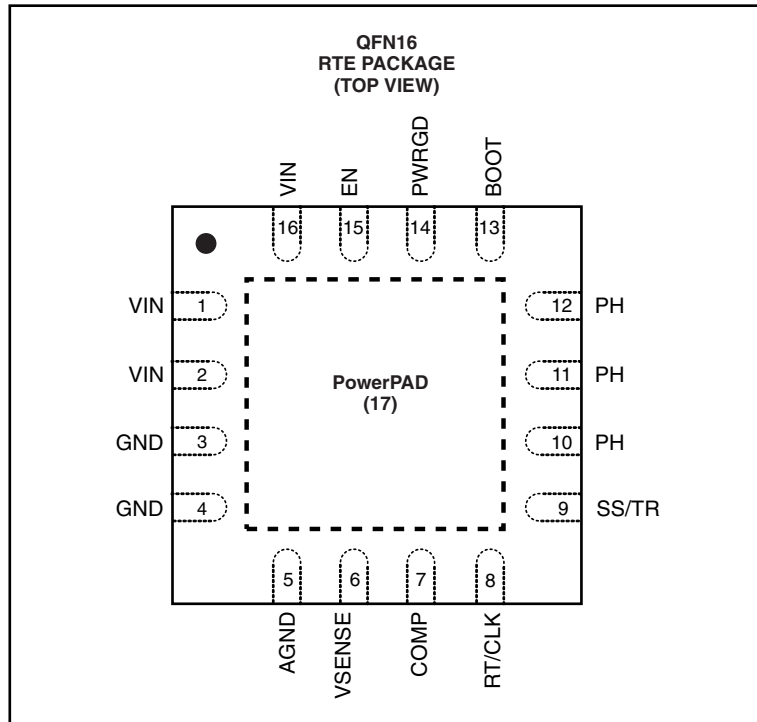 QFN16
RTE PACKAGE
(TOP VIEW)
VIN
EN
PWRGD
BOOT
16
15
14
13
VIN 1
12 PH
VIN 2
11 PH
PowerPAD
(17)
GND 3
10 PH
GND 4
9 SS/TR
5
6
7
8
AGND
VSENSE
COMP
RT/CLK